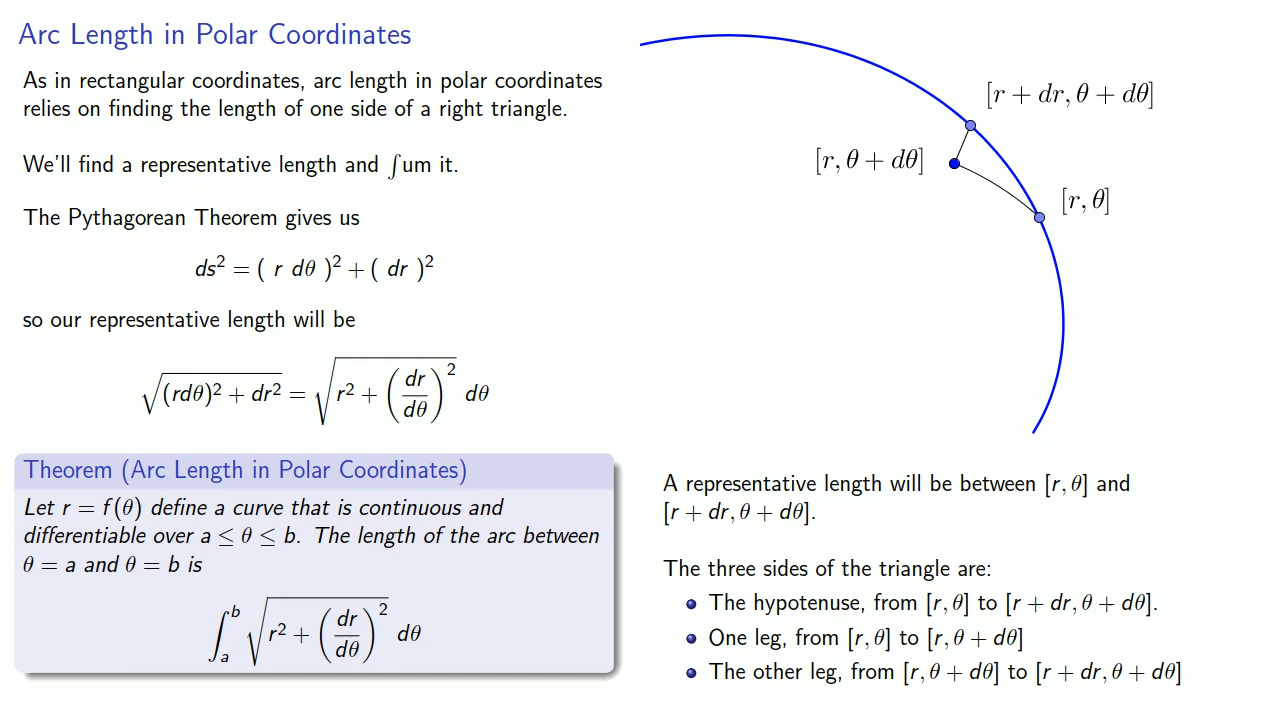 Arc Length in Polar Coordinates
As in rectangular coordinates, arc length in polar coordinates
relies on finding the length of one side of a right triangle.
We'll find a representative length and ∫um it.
The Pythagorean Theorem gives us
ds² = ( r dθ )² + ( dr )²
so our representative length will be
√((rdθ)² + dr²) = √(r² + (dr/dθ)²) dθ
Theorem (Arc Length in Polar Coordinates)
Let r = f(θ) define a curve that is continuous and
differentiable over a ≤ θ ≤ b. The length of the arc between
θ = a and θ = b is
∫ₐᵇ √(r² + (dr/dθ)²) dθ
[r + dr, θ + dθ]
[r, θ + dθ]
[r, θ]
A representative length will be between [r, θ] and
[r + dr, θ + dθ].
The three sides of the triangle are:
The hypotenuse, from [r, θ] to [r + dr, θ + dθ].
One leg, from [r, θ] to [r, θ + dθ]
The other leg, from [r, θ + dθ] to [r + dr, θ + dθ]